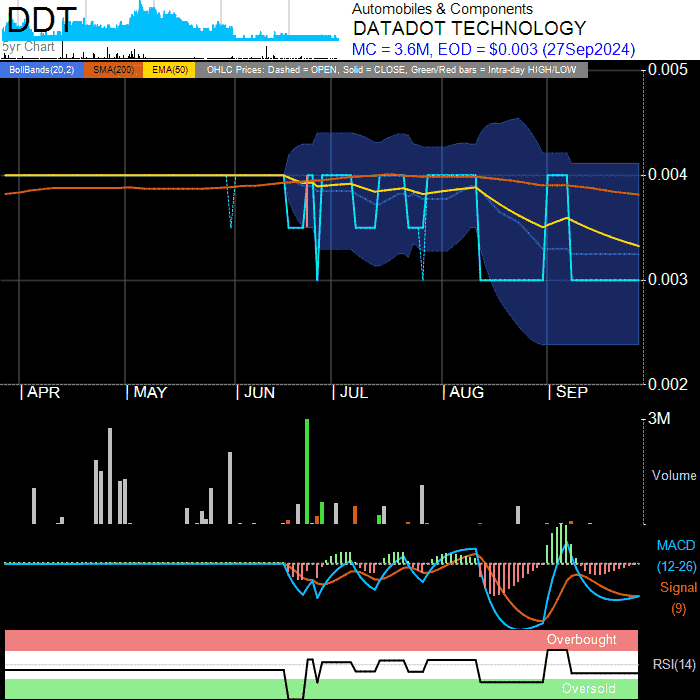 DDT
5yr Chart
Automobiles & Components
DATADOT TECHNOLOGY
MC = 3.6M, EOD = $0.003 (27Sep2024)
BollBands(20,2) SMA(200) EMA(50) OHLC Prices: Dashed = OPEN, Solid = CLOSE, Green/Red bars = Intra-day HIGH/LOW
0.005
0.004
0.003
0.002
APR MAY JUN JUL AUG SEP
3M
Volume
MACD
(12-26)
Signal
(9)
Overbought
RSI(14)
Oversold